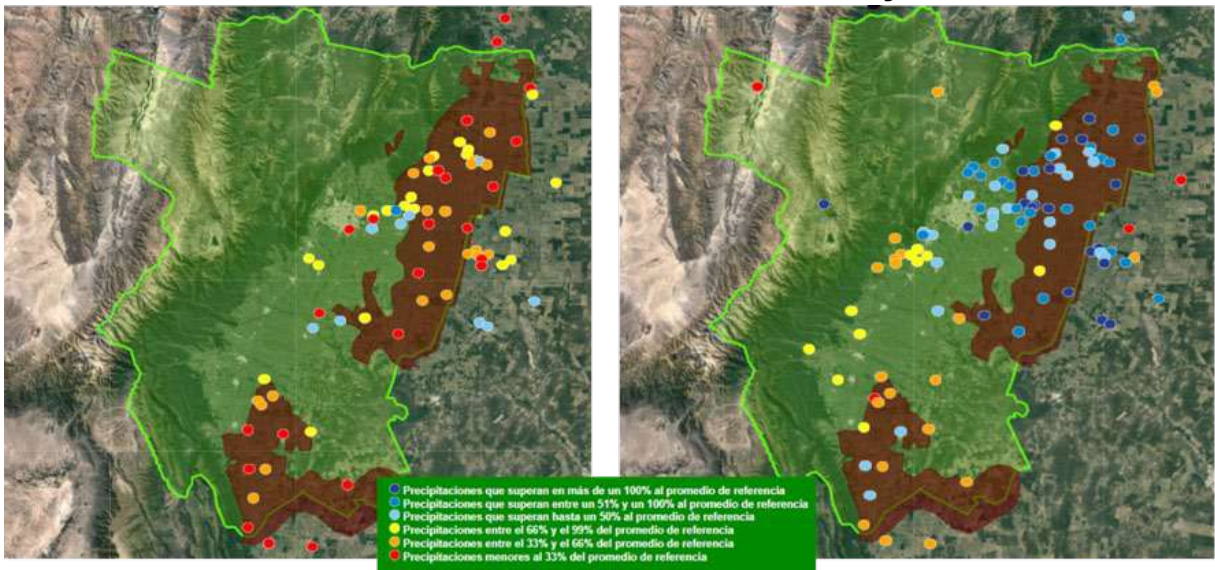 Precipitaciones que superan en más de un 100% al promedio de referencia
Precipitaciones que superan entre un 51% y un 100% al promedio de referencia
Precipitaciones que superan hasta un 50% al promedio de referencia
Precipitaciones entre el 66% y el 99% del promedio de referencia
Precipitaciones entre el 33% y el 66% del promedio de referencia
Precipitaciones menores al 33% del promedio de referencia